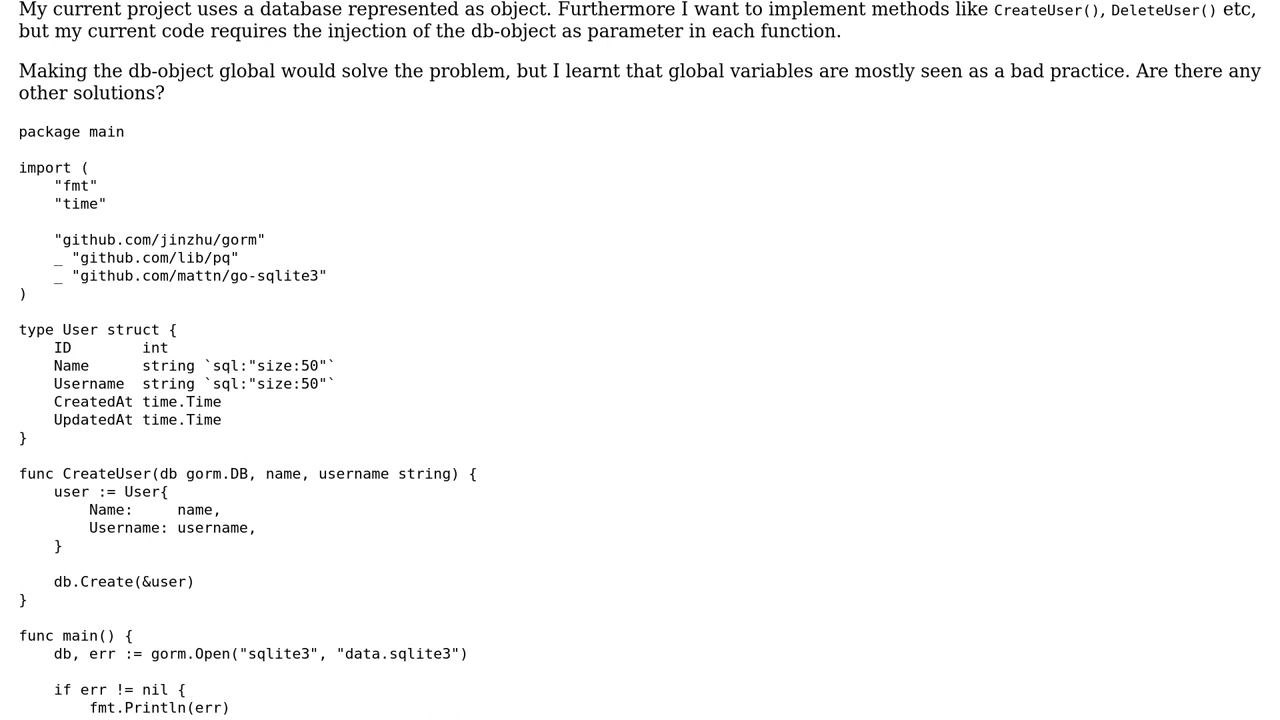 My current project uses a database represented as object. Furthermore I want to implement methods like CreateUser(), DeleteUser() etc,
but my current code requires the injection of the db-object as parameter in each function.
Making the db-object global would solve the problem, but I learnt that global variables are mostly seen as a bad practice. Are there any
other solutions?
package main
import (
    "fmt"
    "time"
    "github.com/jinzhu/gorm"
    _ "github.com/lib/pq"
    _ "github.com/mattn/go-sqlite3"
)
type User struct {
    ID        int
    Name      string `sql:"size:50"`
    Username  string `sql:"size:50"`
    CreatedAt time.Time
    UpdatedAt time.Time
}
func CreateUser(db gorm.DB, name, username string) {
    user := User{
        Name:     name,
        Username: username,
    }
    db.Create(&user)
}
func main() {
    db, err := gorm.Open("sqlite3", "data.sqlite3")
    if err != nil {
        fmt.Println(err)